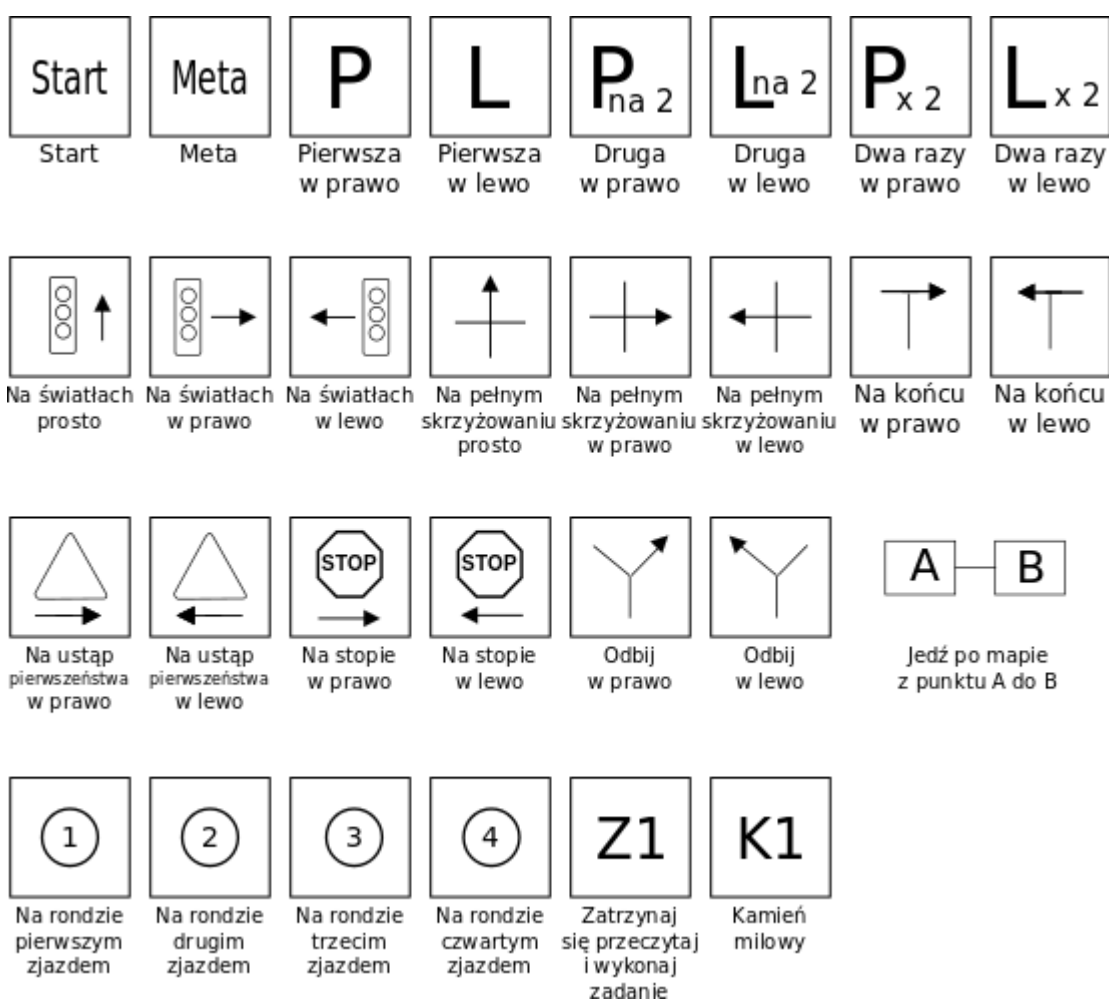 Start Meta P L P na 2 L na 2 P x 2 L x 2
Start Meta Pierwsza Pierwsza Druga Druga Dwa razy Dwa razy
w prawo w lewo w prawo w lewo w prawo w lewo
Na światłach Na światłach Na światłach Na pełnym Na pełnym Na pełnym Na końcu Na końcu
prosto w prawo w lewo skrzyżowaniu skrzyżowaniu skrzyżowaniu w prawo w lewo
prosto w prawo w lewo
STOP STOP A B
Na ustąp Na ustąp Na stopie Na stopie Odbij Odbij Jedź po mapie
pierwszeństwa pierwszeństwa w prawo w lewo w prawo w lewo z punktu A do B
w prawo w lewo
1 2 3 4 Z1 K1
Na rondzie Na rondzie Na rondzie Na rondzie Zatrzynaj Kamień
pierwszym drugim trzecim czwartym się przeczytaj milowy
zjazdem zjazdem zjazdem zjazdem i wykonaj
zadanie